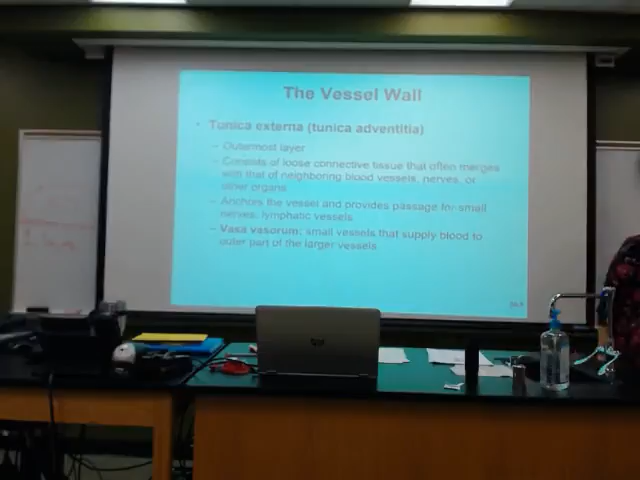 The Vessel Wall
• Tunica externa (tunica adventitia)
– Outermost layer
– Consists of loose connective tissue that often merges
with that of neighboring blood vessels, nerves, or
other organs
– Anchors the vessel and provides passage for small
nerves, lymphatic vessels
– Vasa vasorum: small vessels that supply blood to
outer part of the larger vessels
hp